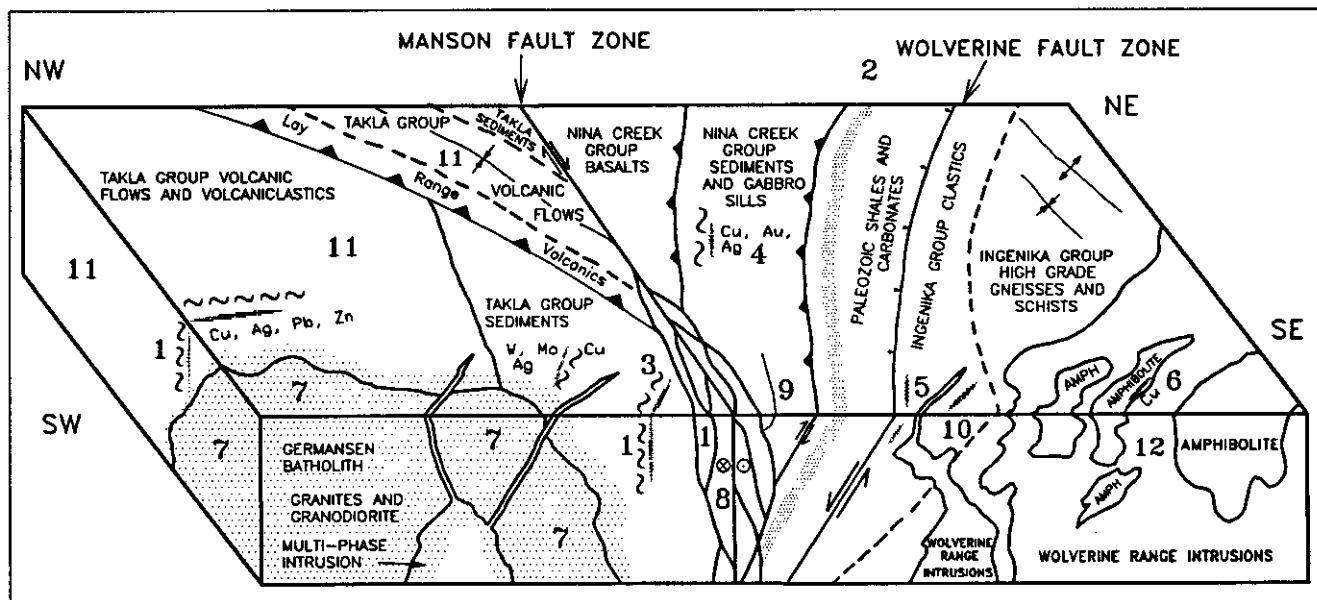 MANSON FAULT ZONE
WOLVERINE FAULT ZONE
NW
2
NE
Lay
Range
Volcanics
TAKLA GROUP
11
VOLCANIC
FLOWS
TAKLA
SEDIMENTS
NINA CREEK
GROUP
BASALTS
NINA CREEK
GROUP
SEDIMENTS
AND GABBRO
SILLS
Cu, Au,
Ag
4
PALEOZOIC SHALES AND
CARBONATES
INGENIKA GROUP CLASTICS
INGENIKA GROUP
HIGH GRADE
GNEISSES AND
SCHISTS
TAKLA GROUP VOLCANIC
FLOWS AND VOLCANICLASTICS
11
11
Cu, Ag, Pb, Zn
1
TAKLA GROUP
SEDIMENTS
W, Mo, Cu
Ag
3
9
5
AMPH
AMPHIBOLITE
6
Cu
SE
SW
7
7
7
7
GERMANSEN
BATHOLITH
GRANITES AND
GRANODIORITE
MULTI-PHASE
INTRUSION
1
1
8
10
12
AMPHIBOLITE
AMPH
WOLVERINE
RANGE
INTRUSIONS
WOLVERINE RANGE INTRUSIONS